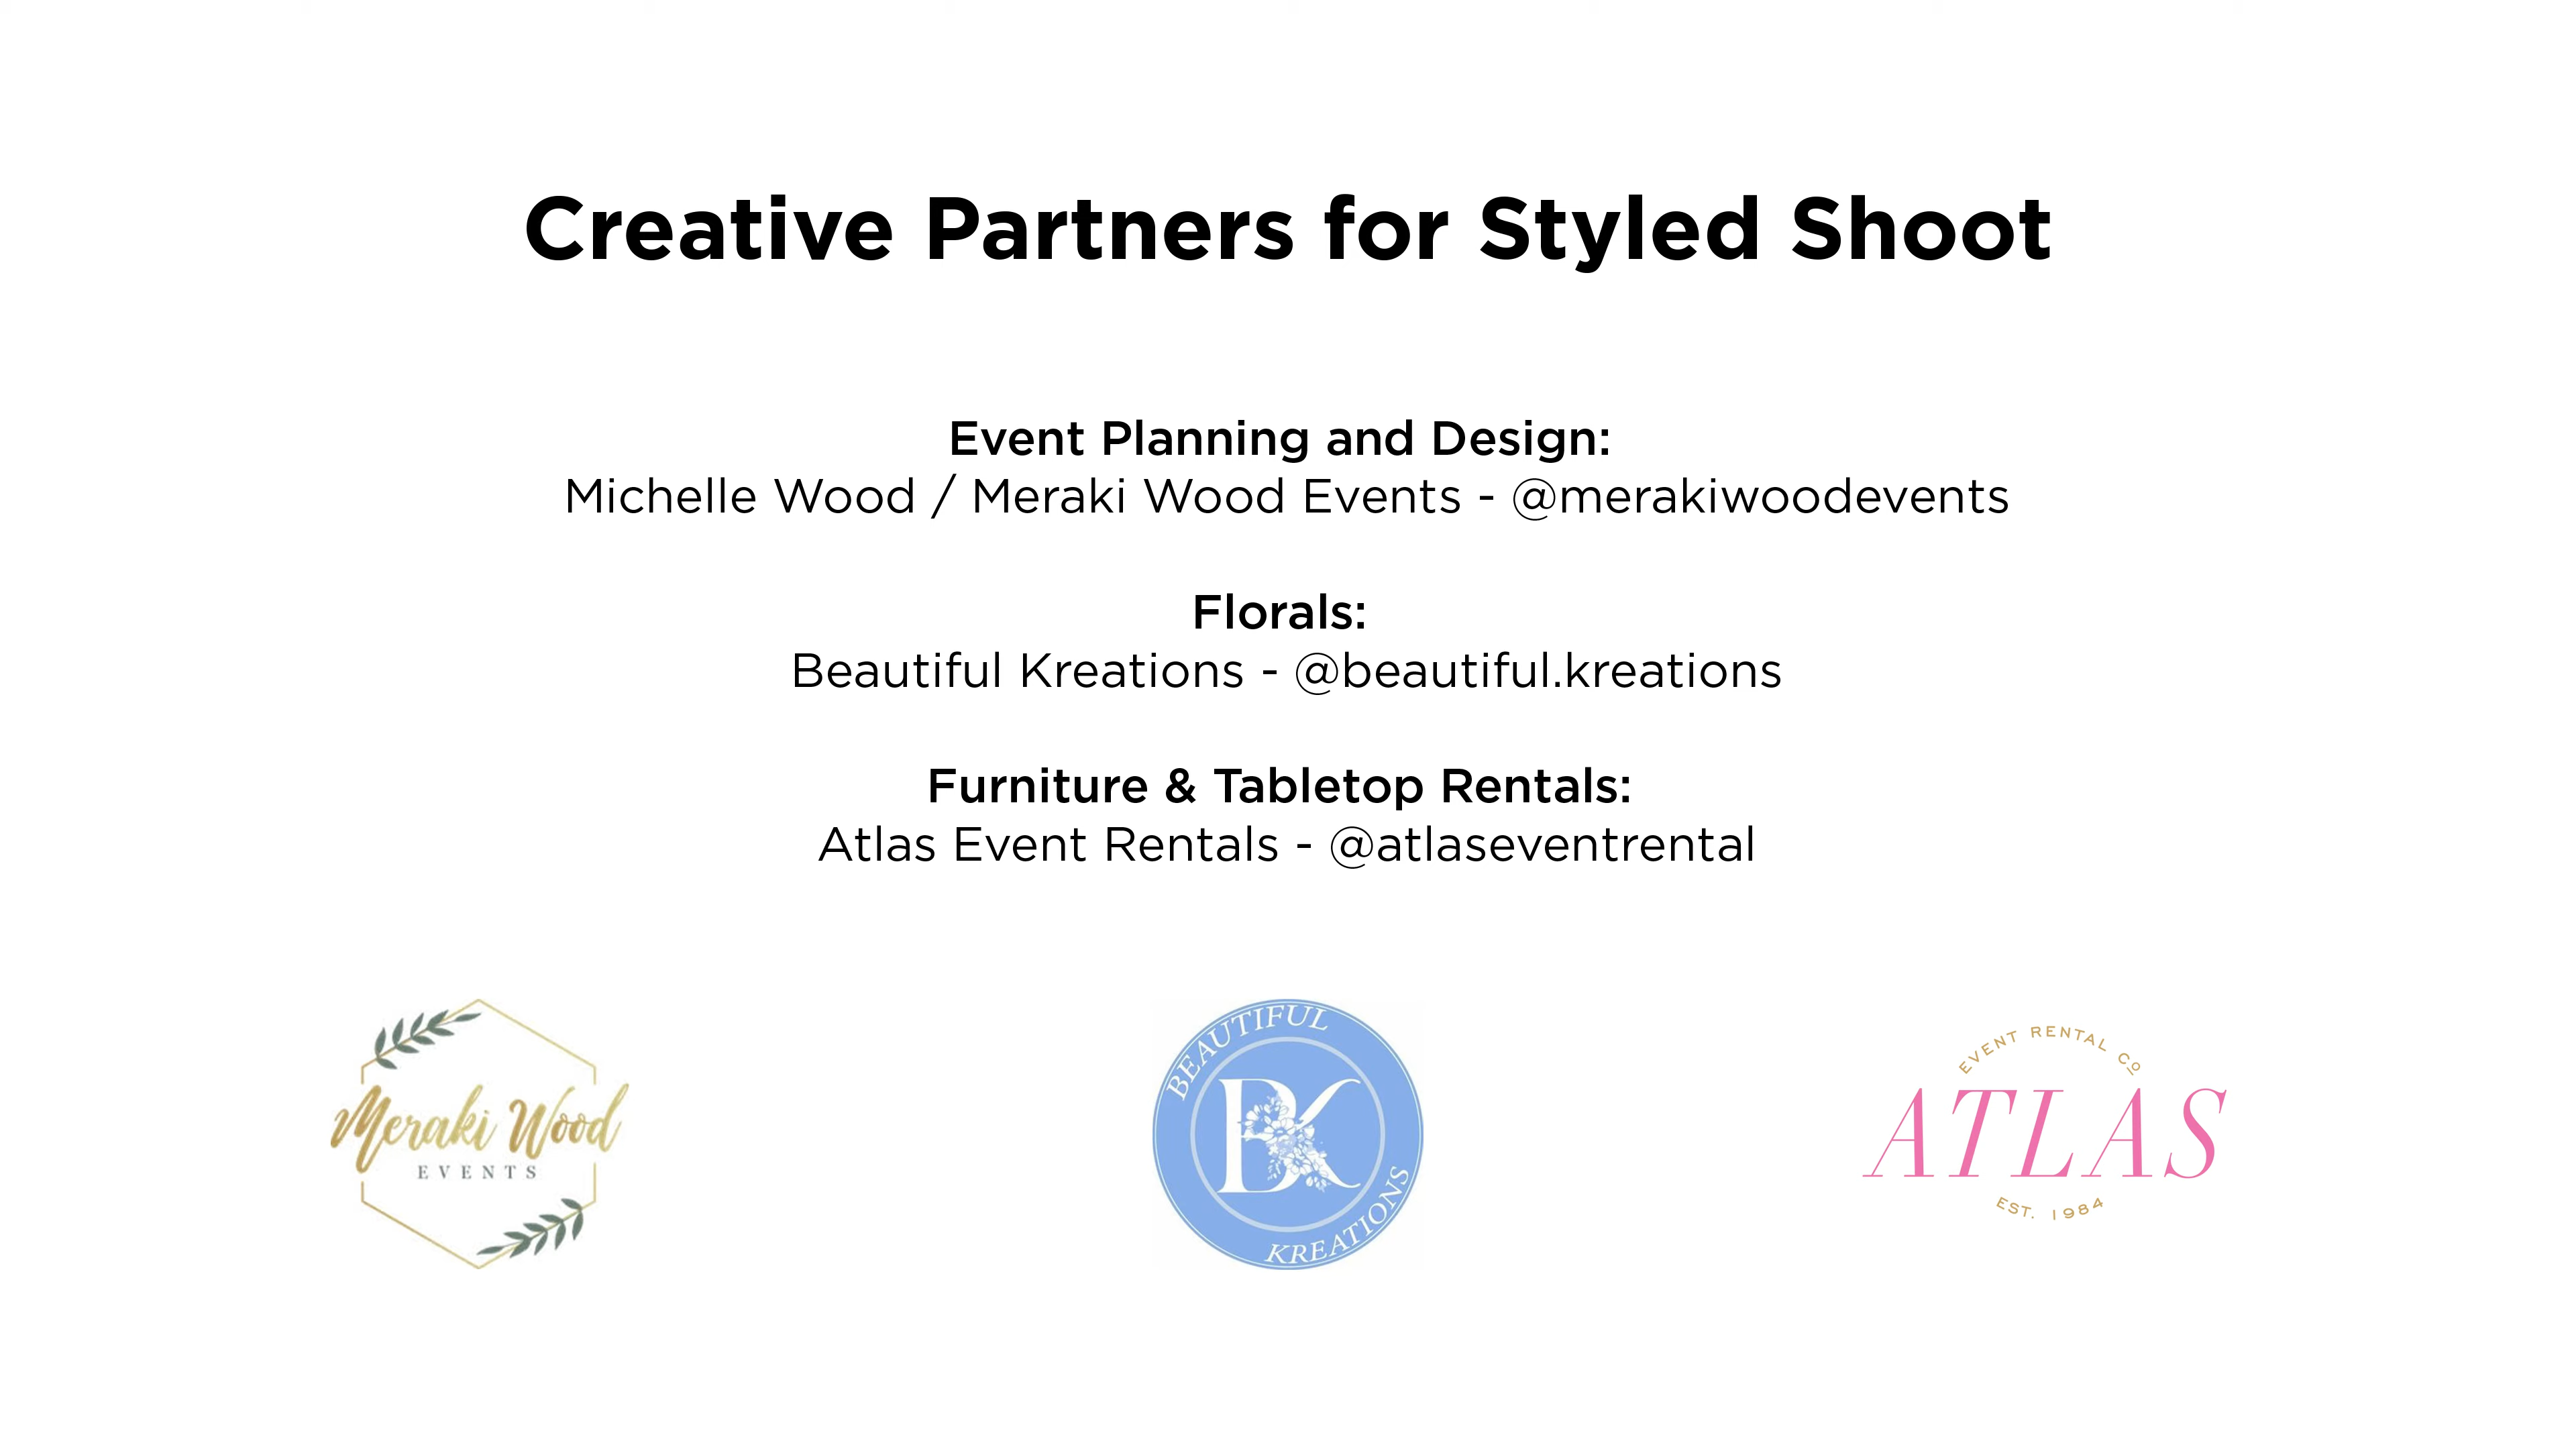 Creative Partners for Styled Shoot
Event Planning and Design:
Michelle Wood / Meraki Wood Events - @merakiwoodevents
Florals:
Beautiful Kreations - @beautiful.kreations
Furniture & Tabletop Rentals:
Atlas Event Rentals - @atlaseventrental
Meraki Wood
EVENTS
BEAUTIFUL
BK
KREATIONS
EVENT RENTAL CO
ATLAS
EST. 1984